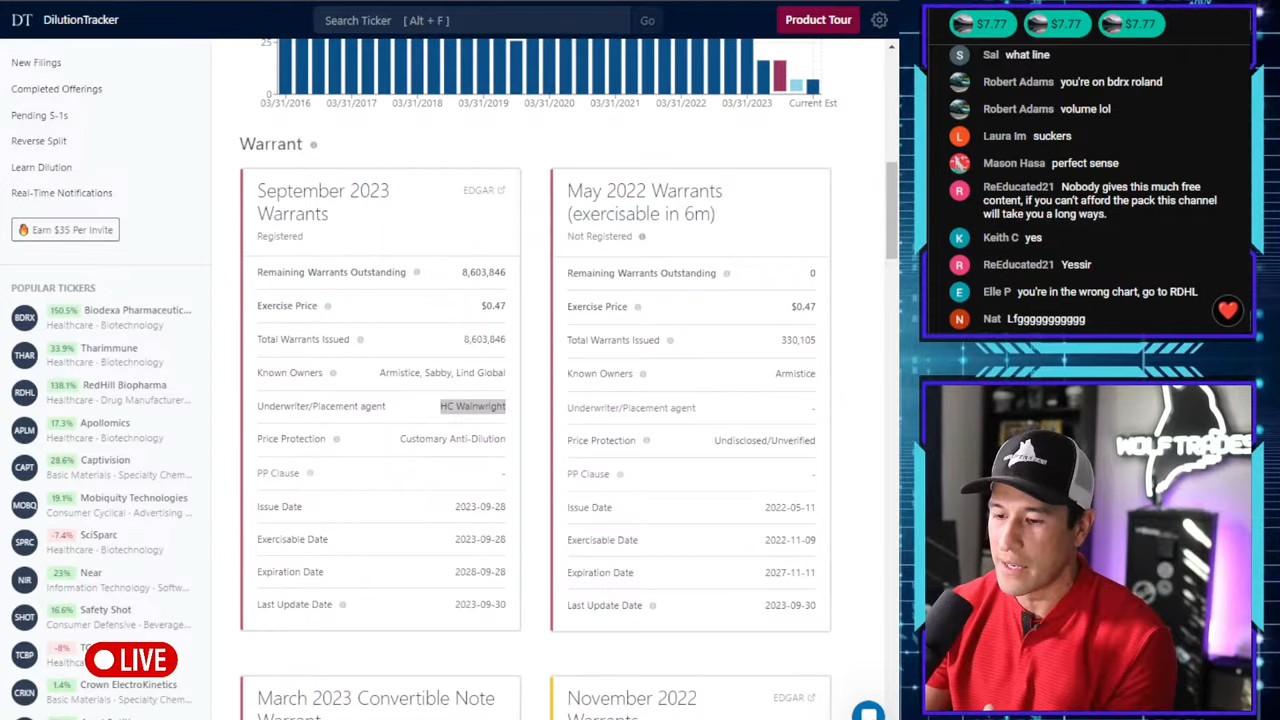 DT DilutionTracker
Search Ticker [ Alt + F ]
Go
Product Tour
New Filings
Completed Offerings
Pending S-1s
Reverse Split
Learn Dilution
Real-Time Notifications
Earn $35 Per Invite
POPULAR TICKERS
BDRX 150.5% Biodexa Pharmaceutic...
Healthcare - Biotechnology
THAR 33.9% Tharimmune
Healthcare - Biotechnology
RDHL 138.1% RedHill Biopharma
Healthcare - Drug Manufacturer...
APLM 17.3% Apollomics
Healthcare - Biotechnology
CAPT 28.6% Captivision
Basic Materials - Specialty Chem...
MOBQ 19.1% Mobiquity Technologies
Consumer Cyclical - Advertising ...
SPRC -7.4% SciSparc
Healthcare - Biotechnology
NIR 23% Near
Information Technology - Softw...
SHOT 16.6% Safety Shot
Consumer Defensive - Beverage...
TCBP -8%
LIVE
CRKN 1.4% Crown ElectroKinetics
Basic Materials - Specialty Chem...
25
03/31/2016 03/31/2017 03/31/2018 03/31/2019 03/31/2020 03/31/2021 03/31/2022 03/31/2023 Current Est
Warrant
September 2023
Warrants
EDGAR
Registered
Remaining Warrants Outstanding 8,603,846
Exercise Price $0.47
Total Warrants Issued 8,603,846
Known Owners Armistice, Sabby, Lind Global
Underwriter/Placement agent HC Wainwright
Price Protection Customary Anti-Dilution
PP Clause -
Issue Date 2023-09-28
Exercisable Date 2023-09-28
Expiration Date 2028-09-28
Last Update Date 2023-09-30
May 2022 Warrants
(exercisable in 6m)
Not Registered
Remaining Warrants Outstanding 0
Exercise Price $0.47
Total Warrants Issued 330,105
Known Owners Armistice
Underwriter/Placement agent -
Price Protection Undisclosed/Unverified
PP Clause -
Issue Date 2022-05-11
Exercisable Date 2022-11-09
Expiration Date 2027-11-11
Last Update Date 2023-09-30
March 2023 Convertible Note
November 2022
EDGAR
$7.77 $7.77 $7.77
S Sal what line
Robert Adams you're on bdrx roland
Robert Adams volume lol
L Laura Im suckers
Mason Hasa perfect sense
R ReEducated21 Nobody gives this much free
content, if you can't afford the pack this channel
will take you a long ways.
K Keith C yes
R ReEducated21 Yessir
E Elle P you're in the wrong chart, go to RDHL
N Nat Lfggggggggggg
WOLFTRADES
WOLFTRADES